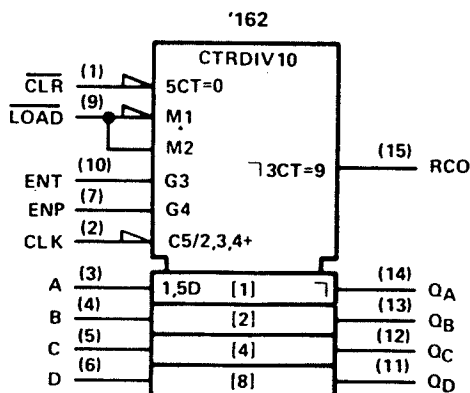 '162
CTRDIV10
CLR (1) 5CT=0
LOAD (9) M1
M2
(15) RCO
ENT (10) G3 ㄱ3CT=9
ENP (7) G4
CLK (2) C5/2,3,4+
A (3) 1,5D [1] ㄱ (14) QA
B (4) [2] (13) QB
C (5) [4] (12) QC
D (6) [8] (11) QD